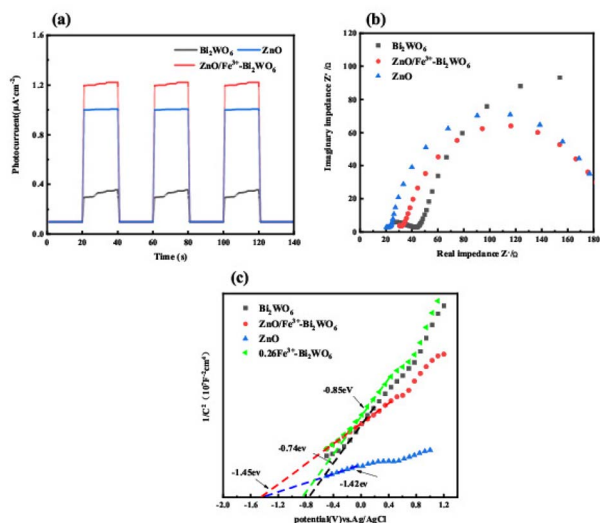 (a)
Bi₂WO₆ ZnO
ZnO/Fe³⁺-Bi₂WO₆
Photocurruent(μA·cm⁻²)
1.6
1.2
0.8
0.4
0.0
0 20 40 60 80 100 120 140
Time (s)
(b)
Bi₂WO₆
ZnO/Fe³⁺-Bi₂WO₆
ZnO
Imaginary impedance Z''/Ω
120
100
80
60
40
20
0
0 20 40 60 80 100 120 140 160 180
Real impedance Z'/Ω
(c)
Bi₂WO₆
ZnO/Fe³⁺-Bi₂WO₆
ZnO
0.26Fe³⁺-Bi₂WO₆
-0.85eV
-0.74ev
-1.45ev
-1.42ev
1/C² (10⁹F⁻²cm⁴)
-2.0 -1.6 -1.2 -0.8 -0.4 0.0 0.4 0.8 1.2
potential(V)vs.Ag/AgCl